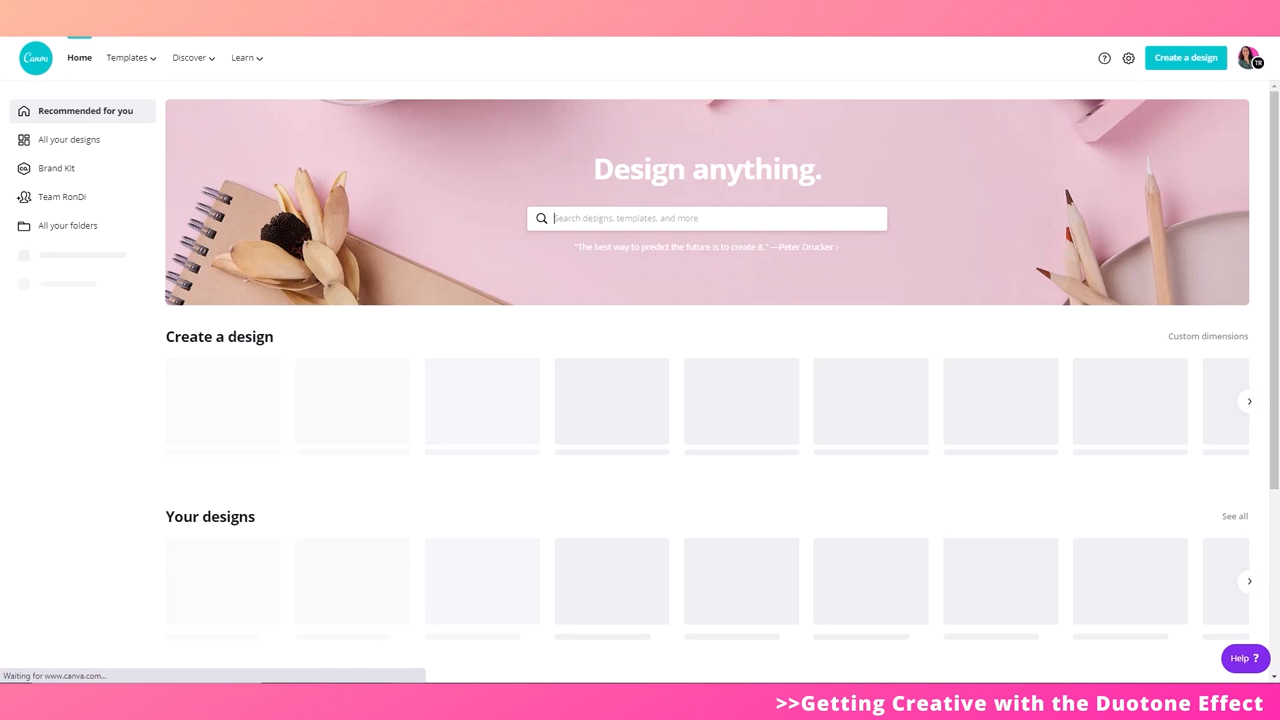 Canva
Home
Templates
Discover
Learn
Create a design
TR
Recommended for you
All your designs
Brand Kit
CO.
Team RonDi
All your folders
Design anything.
Search designs, templates, and more
"The best way to predict the future is to create it." —Peter Drucker ›
Create a design
Custom dimensions
Your designs
See all
Help ?
Waiting for www.canva.com...
>>Getting Creative with the Duotone Effect